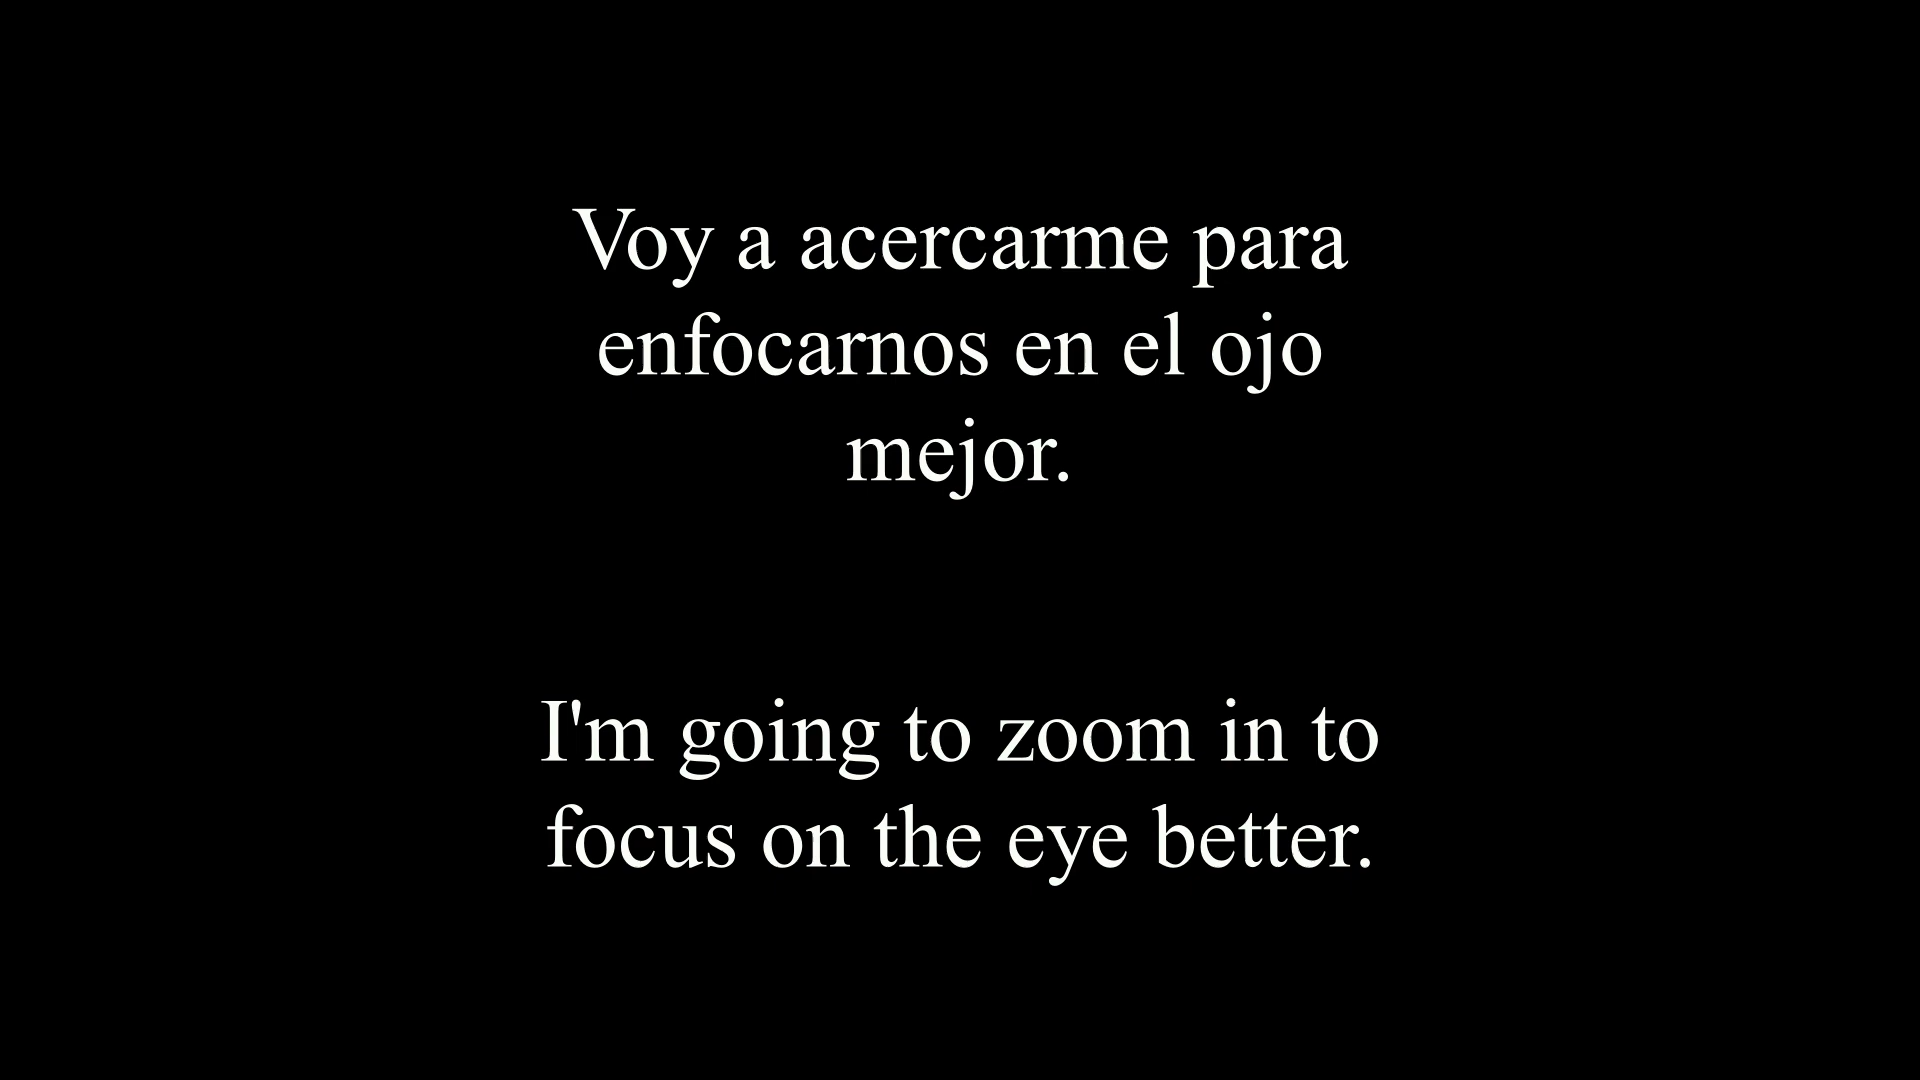 Voy a acercarme para
enfocarnos en el ojo
mejor.
I'm going to zoom in to
focus on the eye better.